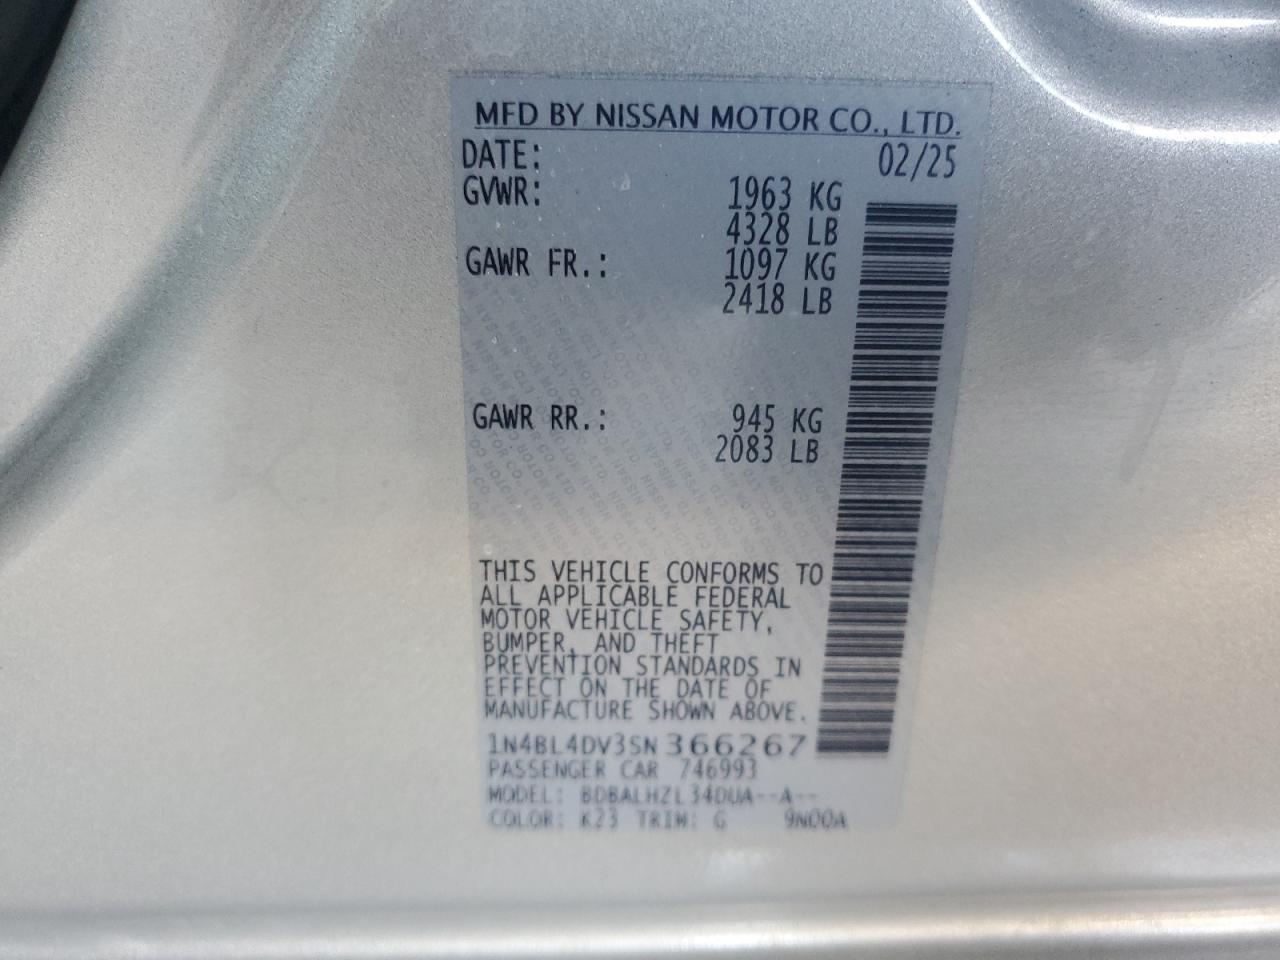 MFD BY NISSAN MOTOR CO., LTD.
DATE: 02/25
GVWR: 1963 KG
4328 LB
GAWR FR.: 1097 KG
2418 LB
GAWR RR.: 945 KG
2083 LB
THIS VEHICLE CONFORMS TO
ALL APPLICABLE FEDERAL
MOTOR VEHICLE SAFETY,
BUMPER, AND THEFT
PREVENTION STANDARDS IN
EFFECT ON THE DATE OF
MANUFACTURE SHOWN ABOVE.
1N4BL4DV3SN366267
PASSENGER CAR 746993
MODEL: BDBALHZL34DUA--A--
COLOR: K23 TRIM: G 9N00A